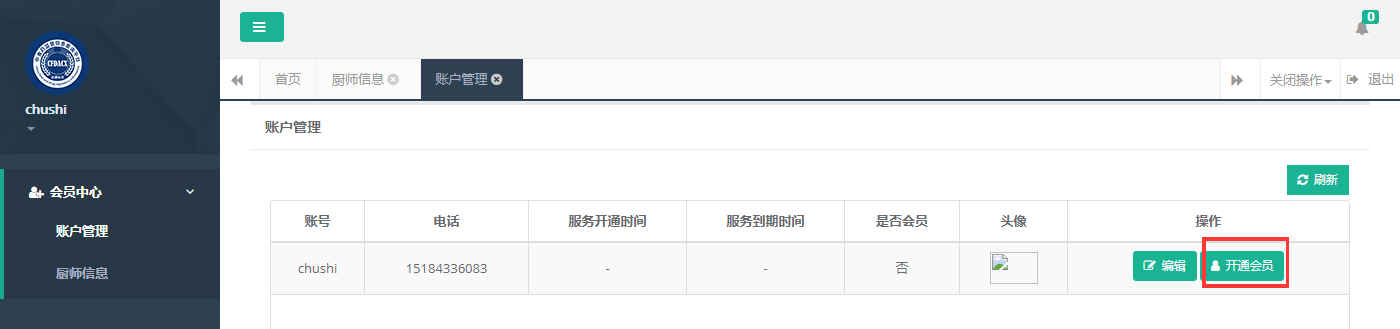 0
CFDACX
chushi
首页
厨师信息
账户管理
关闭操作
退出
会员中心
账户管理
厨师信息
账户管理
刷新
账号 电话 服务开通时间 服务到期时间 是否会员 头像 操作
chushi 15184336083 - - 否 编辑 开通会员